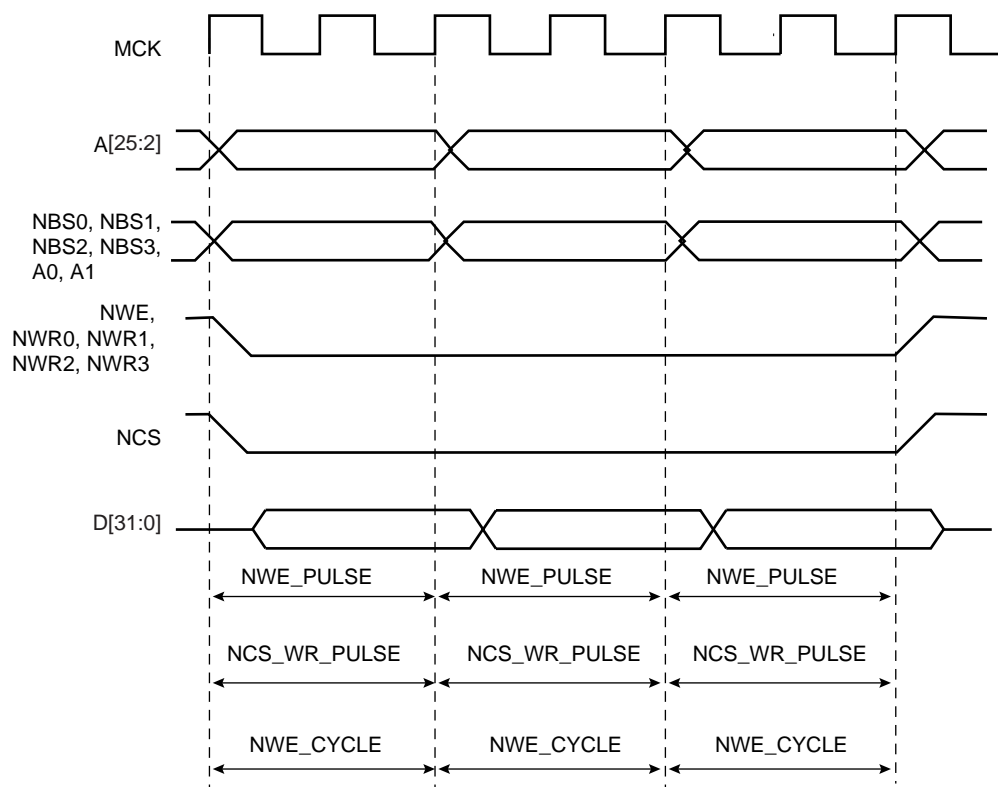 MCK
A[25:2]
NBS0, NBS1,
NBS2, NBS3,
A0, A1
NWE,
NWR0, NWR1,
NWR2, NWR3
NCS
D[31:0]
NWE_PULSE NWE_PULSE NWE_PULSE
NCS_WR_PULSE NCS_WR_PULSE NCS_WR_PULSE
NWE_CYCLE NWE_CYCLE NWE_CYCLE